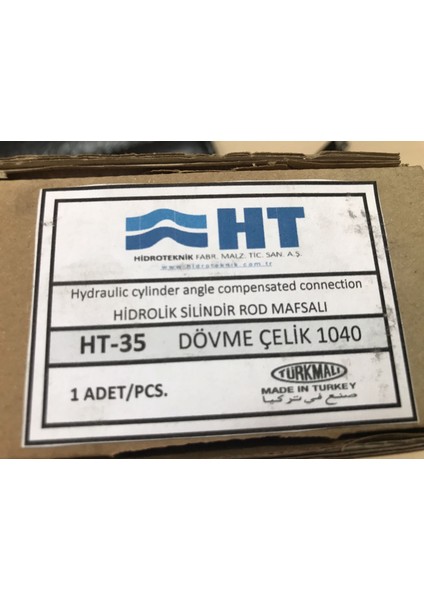 HT
HİDROTEKNİK FABR. MALZ. TİC. SAN. A.Ş.
www.hidroteknik.com.tr
Hydraulic cylinder angle compensated connection
HİDROLİK SİLİNDİR ROD MAFSALI
HT-35 DÖVME ÇELİK 1040
1 ADET/PCS.
TURKMALI
MADE IN TURKEY
صنع في تركيا